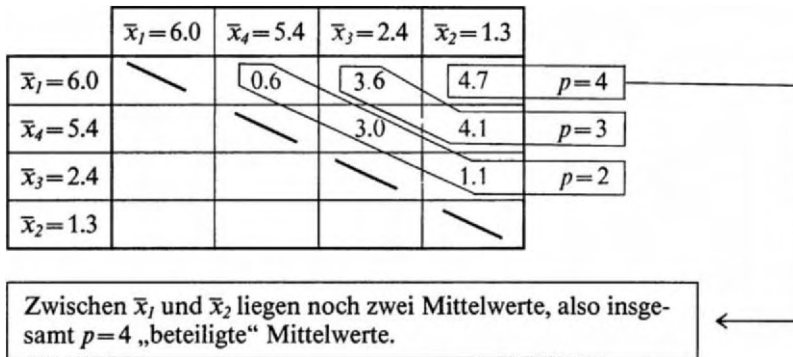 x̄₁=6.0 x̄₄=5.4 x̄₃=2.4 x̄₂=1.3
x̄₁=6.0 0.6 3.6 4.7 p=4
x̄₄=5.4 3.0 4.1 p=3
x̄₃=2.4 1.1 p=2
x̄₂=1.3
Zwischen x̄₁ und x̄₂ liegen noch zwei Mittelwerte, also insge-
samt p=4 „beteiligte“ Mittelwerte.